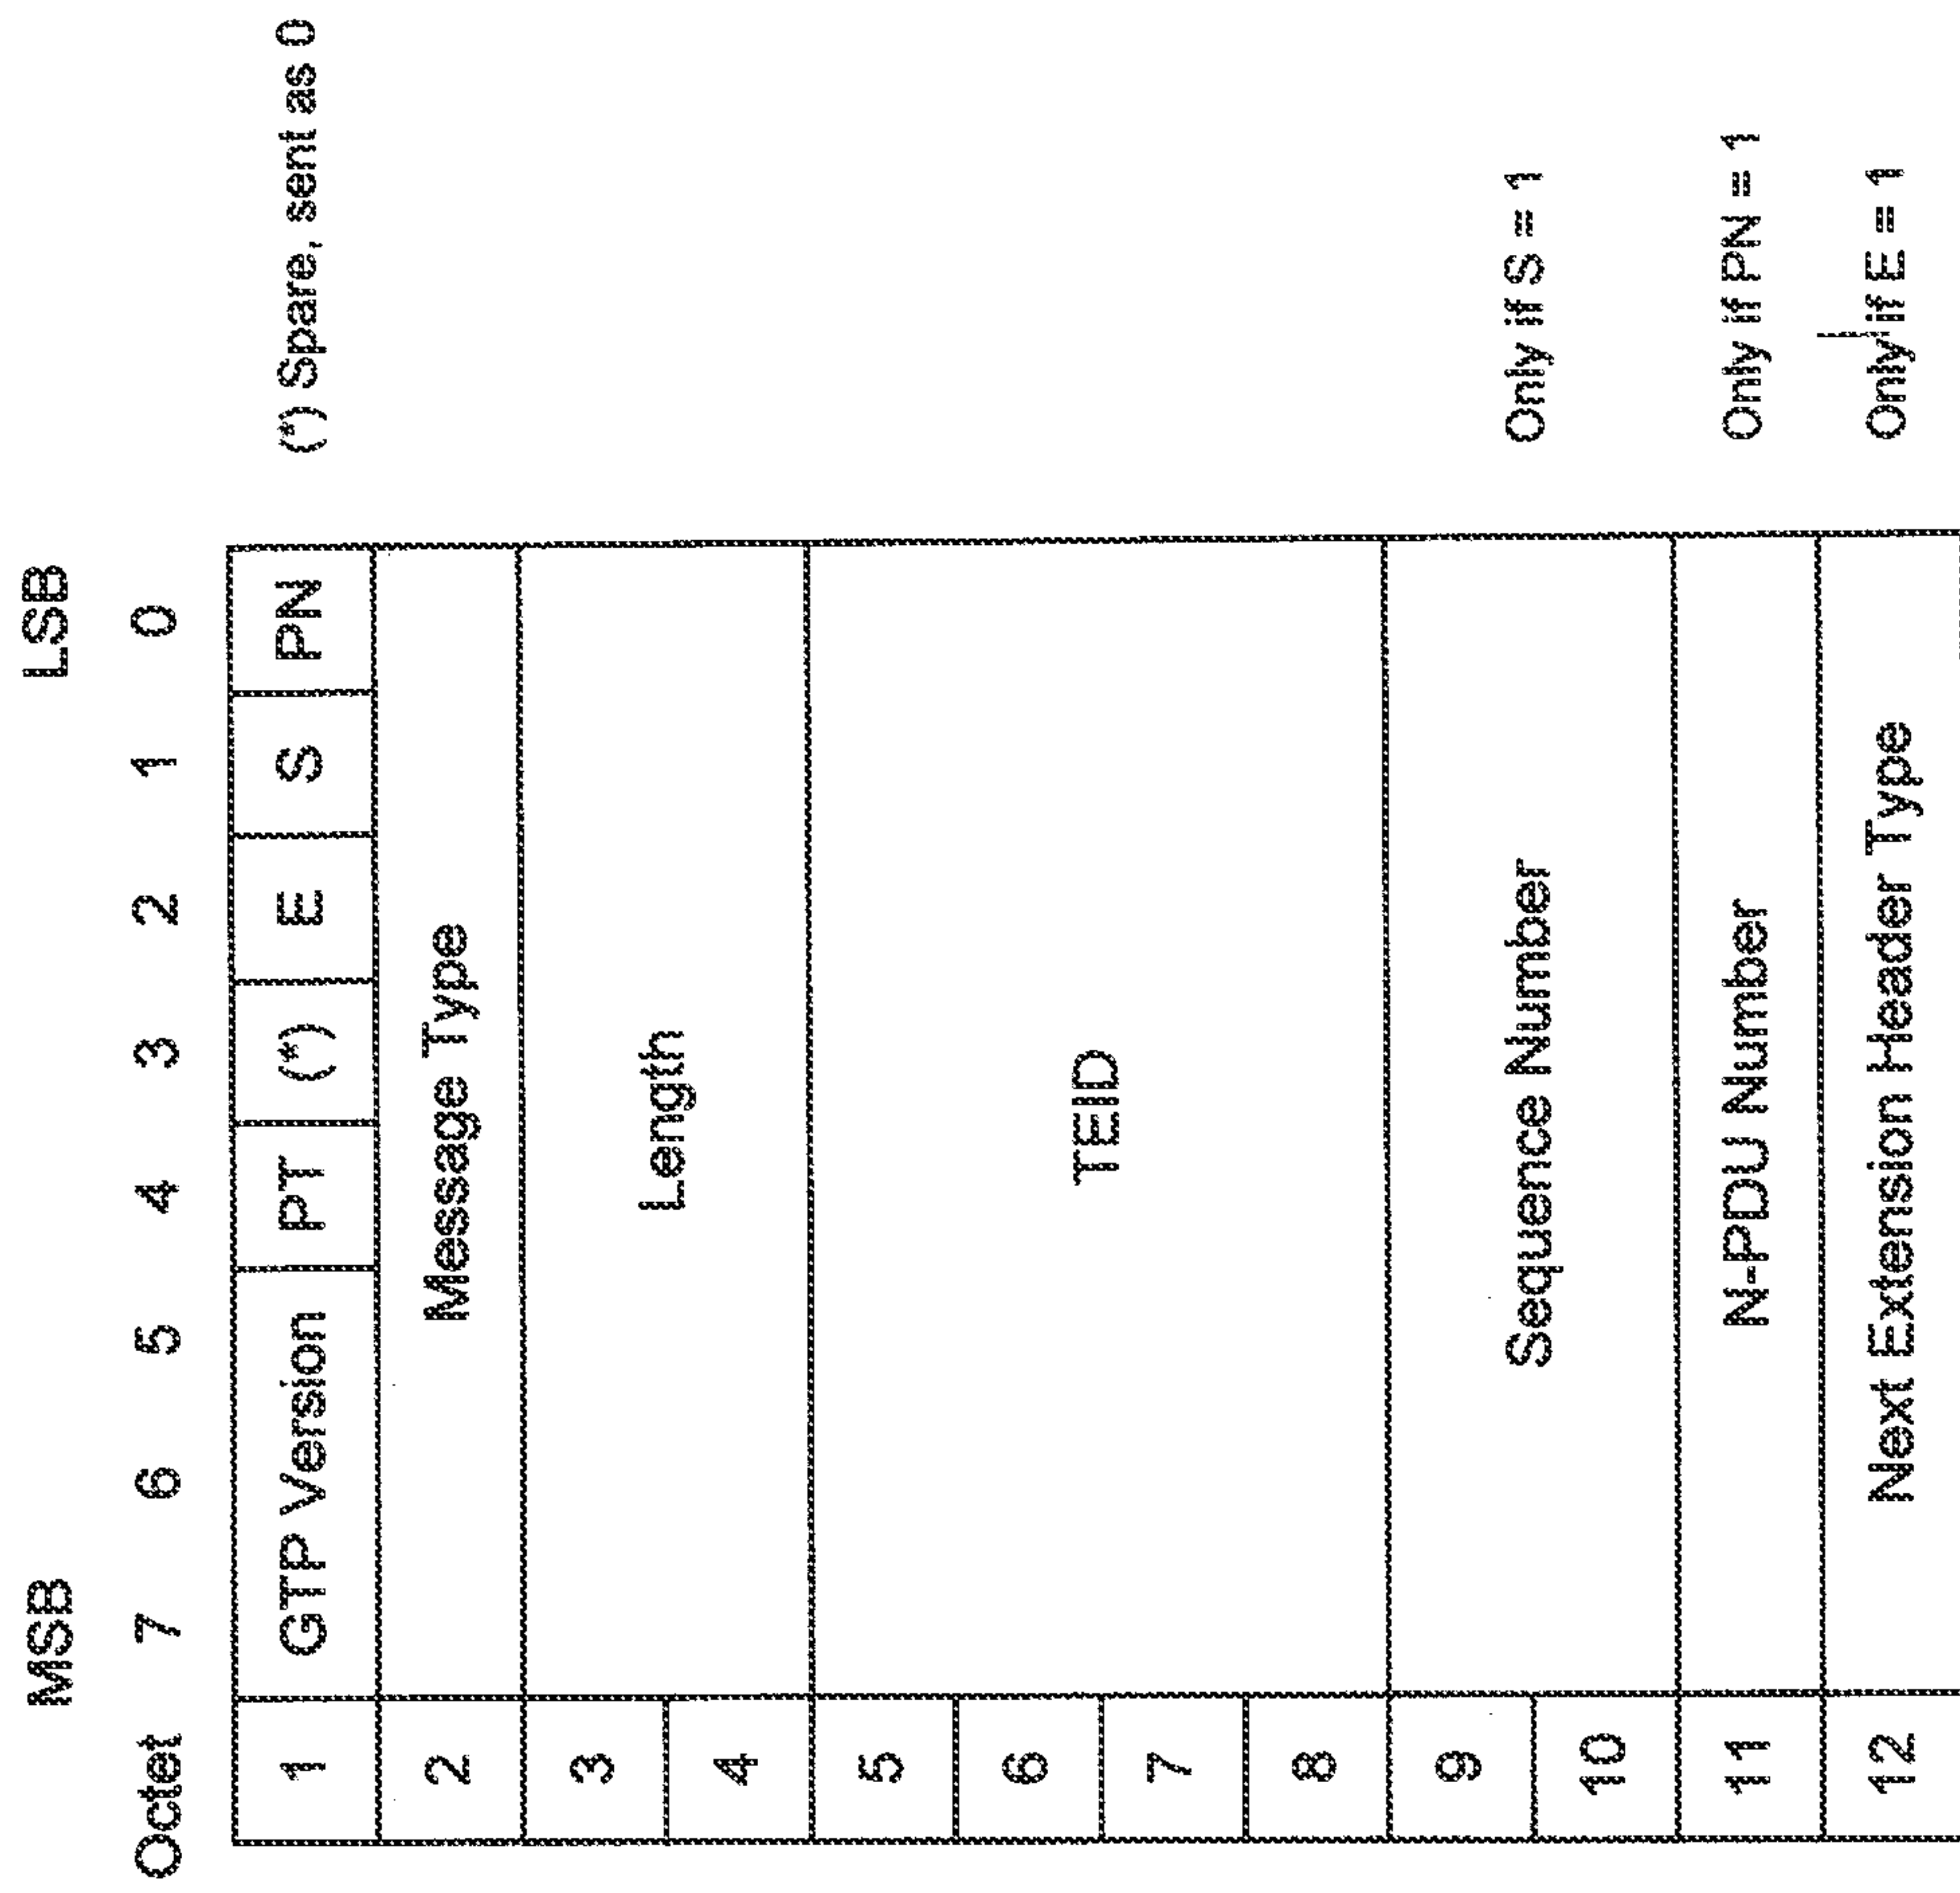 MSB LSB
Octet 7 6 5 4 3 2 1 0
1 GTP Version PT (*) E S PN (*) Spare, sent as 0
2 Message Type
3 Length
4
5 TEID
6
7
8
9 Sequence Number Only if S = 1
10
11 N-PDU Number Only if PN = 1
12 Next Extension Header Type Only if E = 1